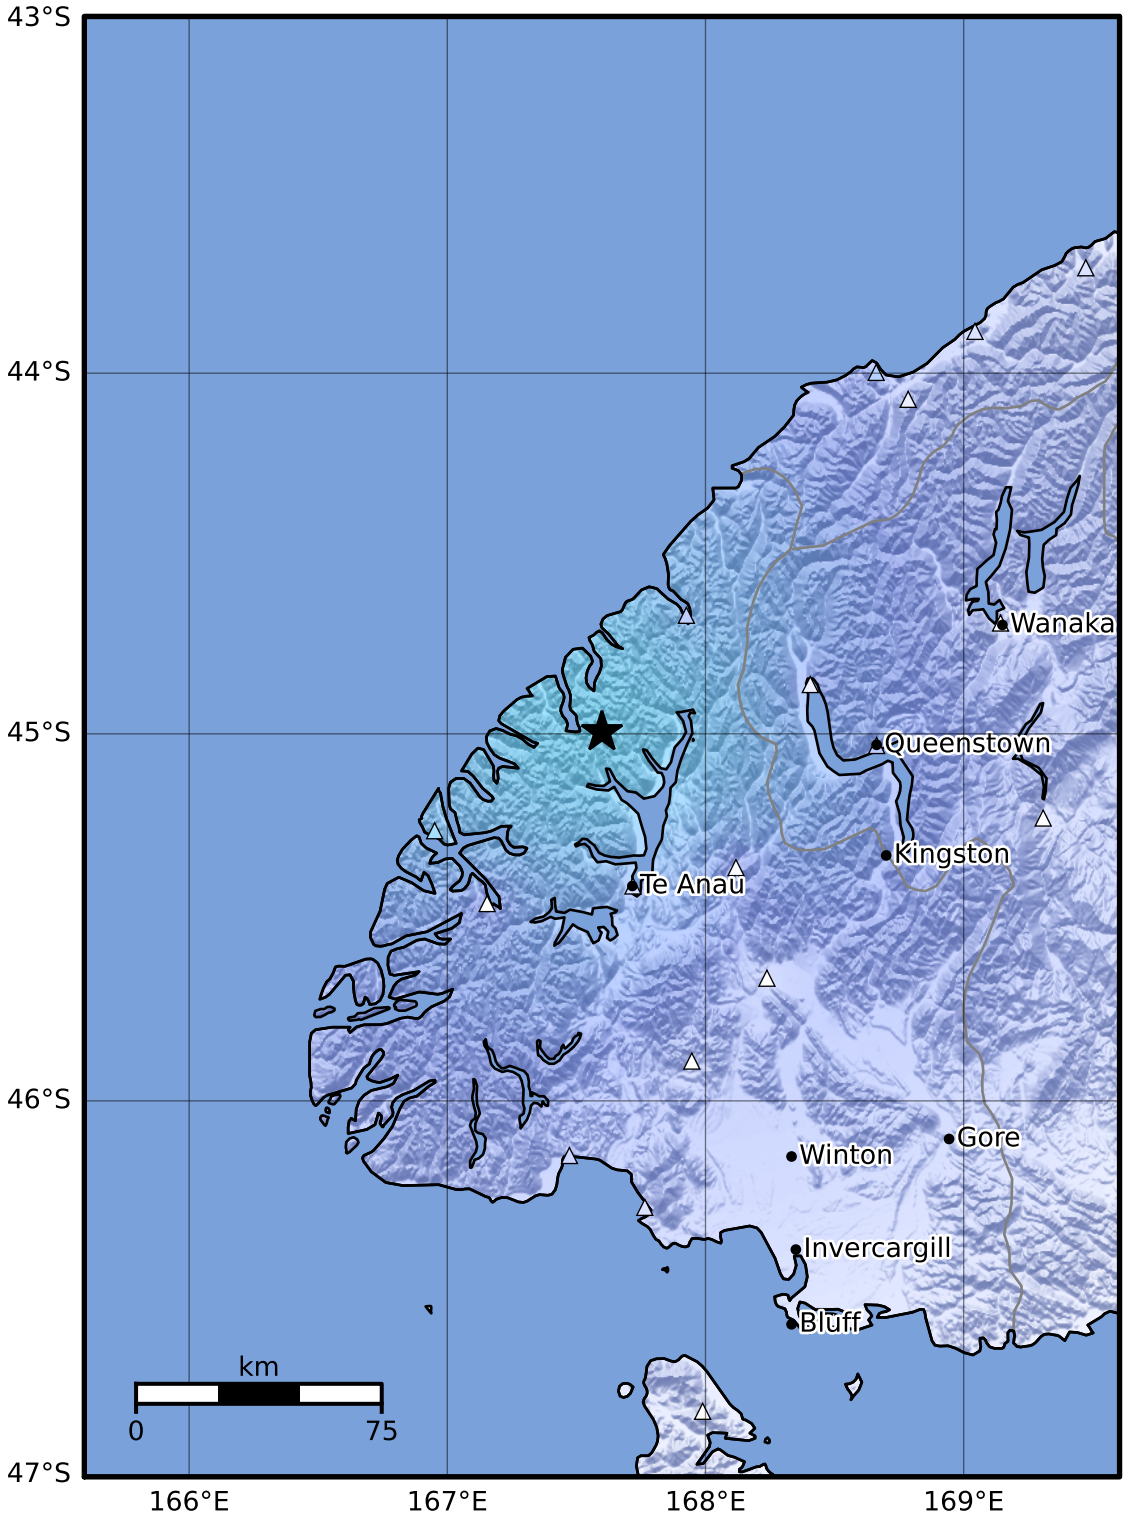 43°S
44°S
Wanaka
45°S
Queenstown
Kingston
Te Anau
46°S
Gore
Winton
Invercargill
Bluff
km
0 75
47°S
166°E 167°E 168°E 169°E